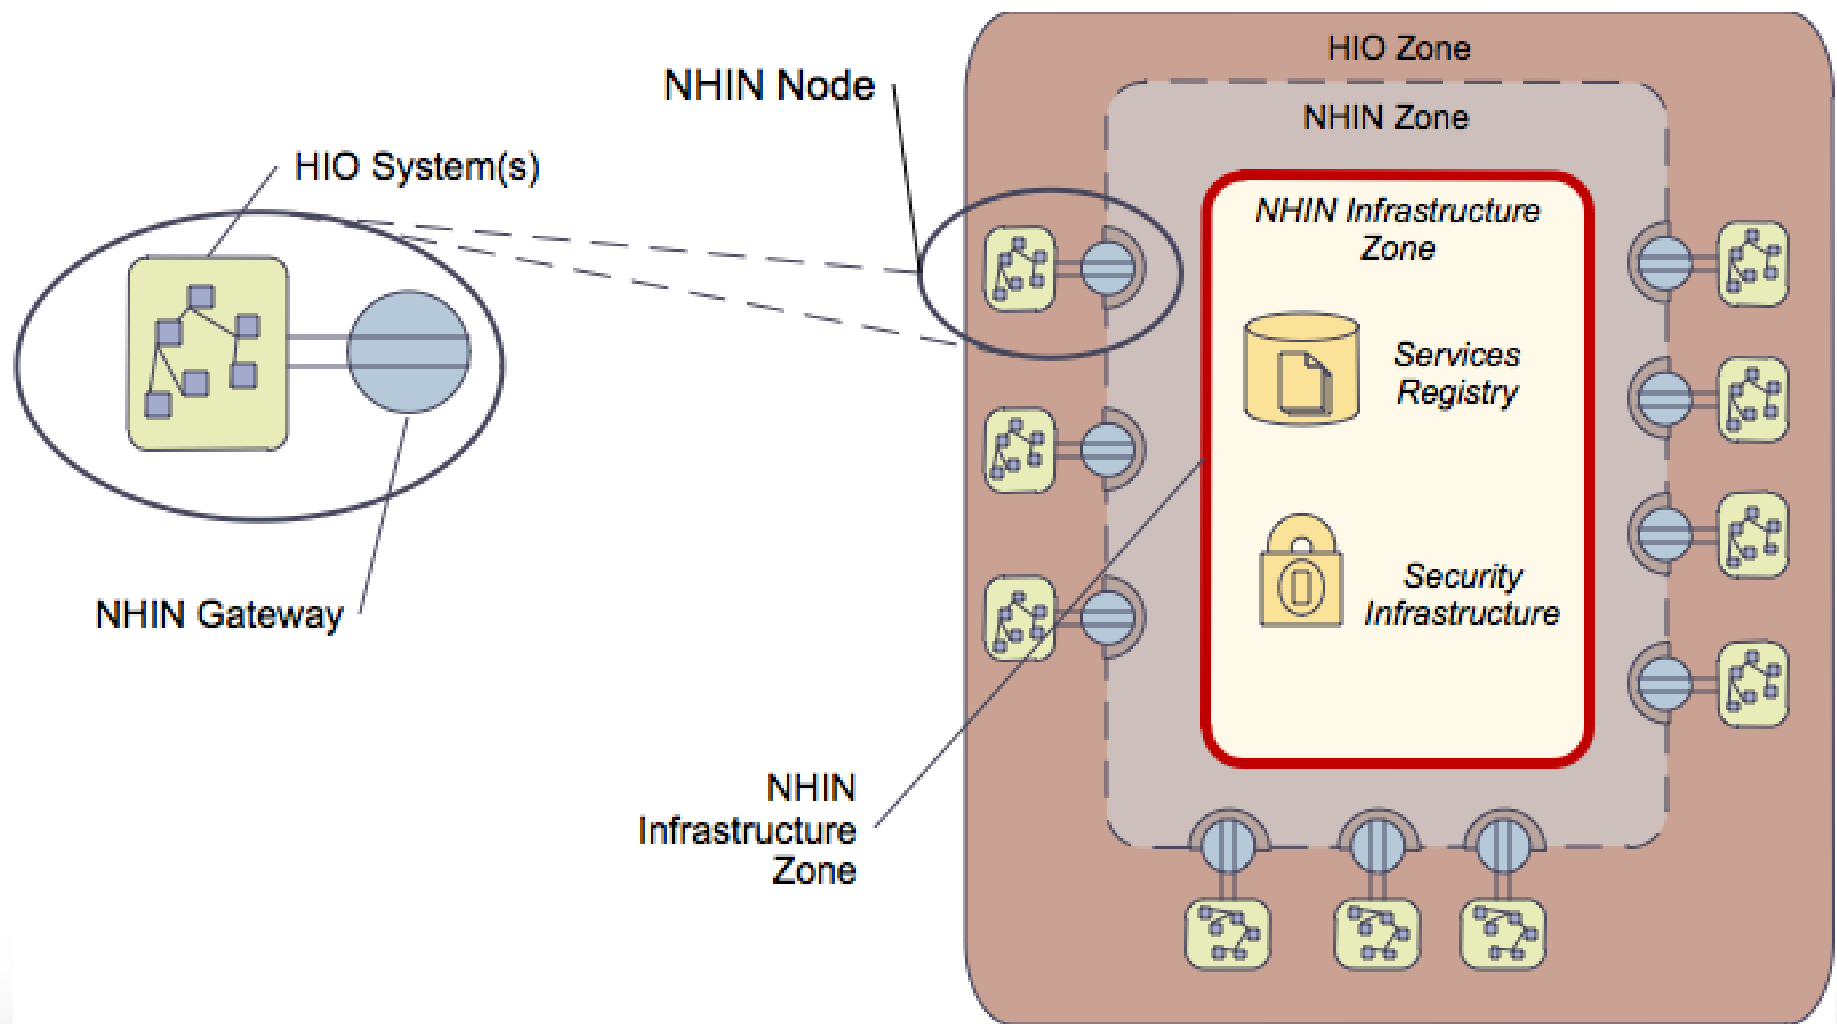 HIO Zone
NHIN Node
NHIN Zone
HIO System(s)
NHIN Infrastructure
Zone
Services
Registry
Security
Infrastructure
NHIN Gateway
NHIN
Infrastructure
Zone